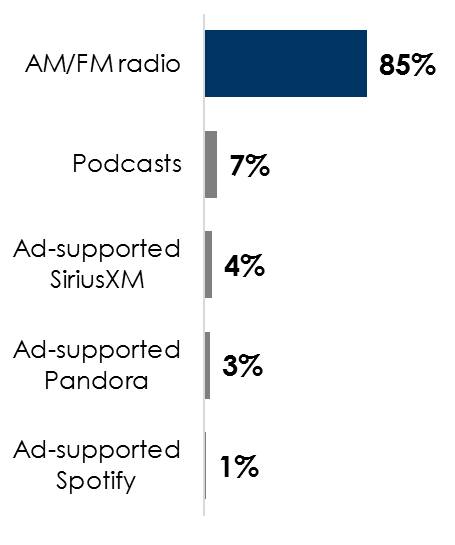 AM/FM radio
85%
Podcasts
7%
Ad-supported
SiriusXM
4%
Ad-supported
Pandora
3%
Ad-supported
Spotify
1%